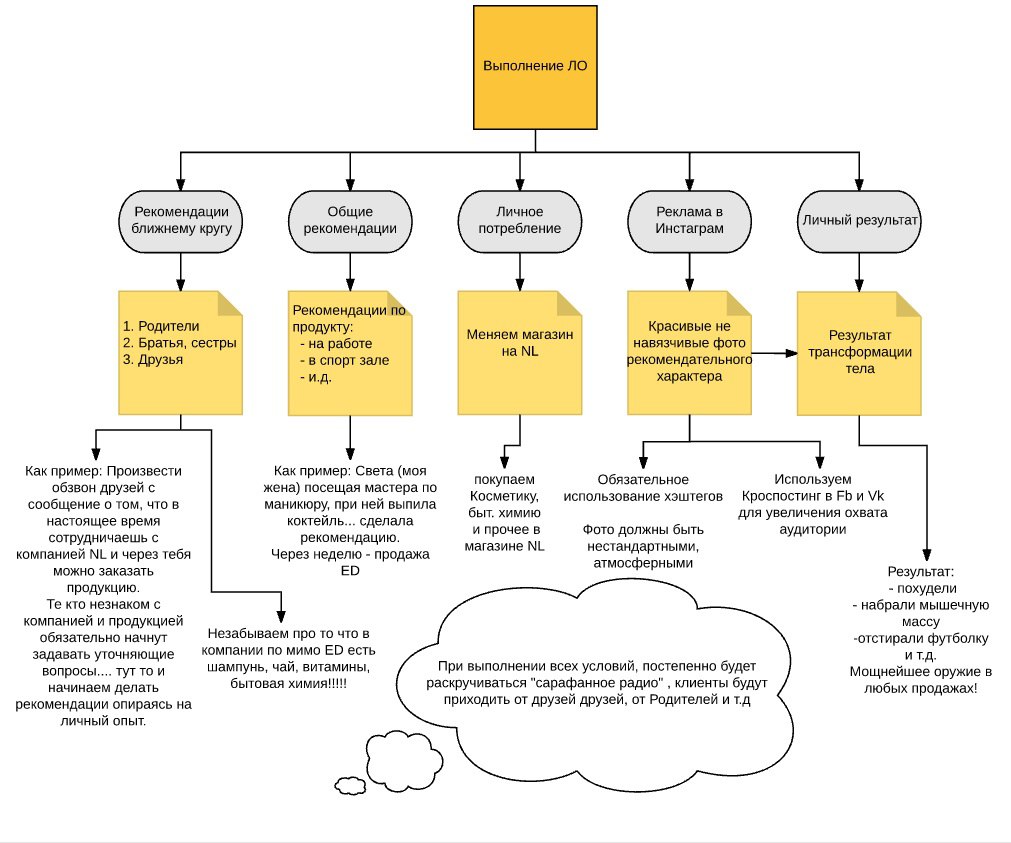 Выполнение ЛО
Рекомендации
ближнему кругу
Общие
рекомендации
Личное
потребление
Реклама в
Инстаграм
Личный результат
1. Родители
2. Братья, сестры
3. Друзья
Рекомендации по
продукту:
- на работе
- в спорт зале
- и.д.
Меняем магазин
на NL
Красивые не
навязчивые фото
рекомендательного
характера
Результат
трансформации
тела
Как пример: Произвести
обзвон друзей с
сообщение о том, что в
настоящее время
сотрудничаешь с
компанией NL и через тебя
можно заказать
продукцию.
Те кто незнаком с
компанией и продукцией
обязательно начнут
задавать уточняющие
вопросы.... тут то и
начинаем делать
рекомендации опираясь на
личный опыт.
Незабываем про то что в
компании по мимо ED есть
шампунь, чай, витамины,
бытовая химия!!!!!
Как пример: Света (моя
жена) посещая мастера по
маникюру, при ней выпила
коктейль... сделала
рекомендацию.
Через неделю - продажа
ED
покупаем
Косметику,
быт. химию
и прочее в
магазине NL
Обязательное
использование хэштегов
Фото должны быть
нестандартными,
атмосферными
Используем
Кроспостинг в Fb и Vk
для увеличения охвата
аудитории
Результат:
- похудели
- набрали мышечную
массу
-отстирали футболку
и т.д.
Мощнейшее оружие в
любых продажах!
При выполнении всех условий, постепенно будет
раскручиваться "сарафанное радио" , клиенты будут
приходить от друзей друзей, от Родителей и т.д